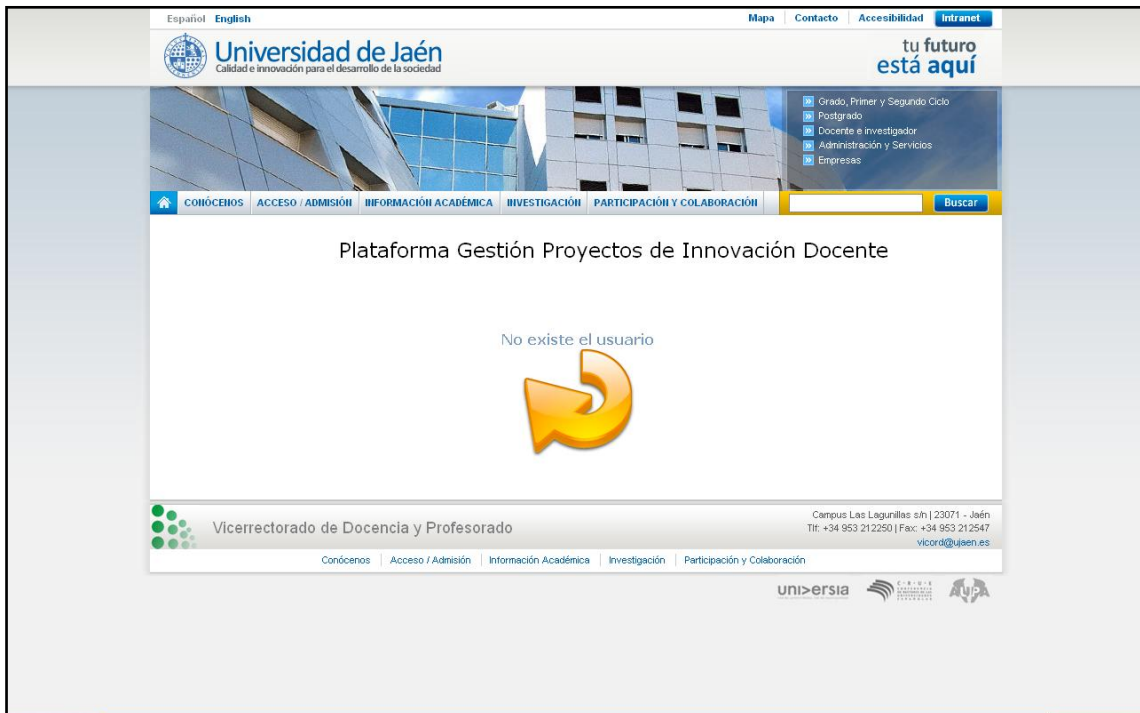 Español English
Mapa Contacto Accesibilidad Intranet
Universidad de Jaén
Calidad e innovación para el desarrollo de la sociedad
tu futuro
está aquí
Grado, Primer y Segundo Ciclo
Postgrado
Docente e investigador
Administración y Servicios
Empresas
CONÓCENOS ACCESO / ADMISIÓN INFORMACIÓN ACADÉMICA INVESTIGACIÓN PARTICIPACIÓN Y COLABORACIÓN Buscar
Plataforma Gestión Proyectos de Innovación Docente
No existe el usuario
Vicerrectorado de Docencia y Profesorado
Campus Las Lagunillas s/n | 23071 - Jaén
Tlf: +34 953 212250 | Fax: +34 953 212547
vicord@ujaen.es
Conócenos Acceso / Admisión Información Académica Investigación Participación y Colaboración
uni>ersia
AUPA